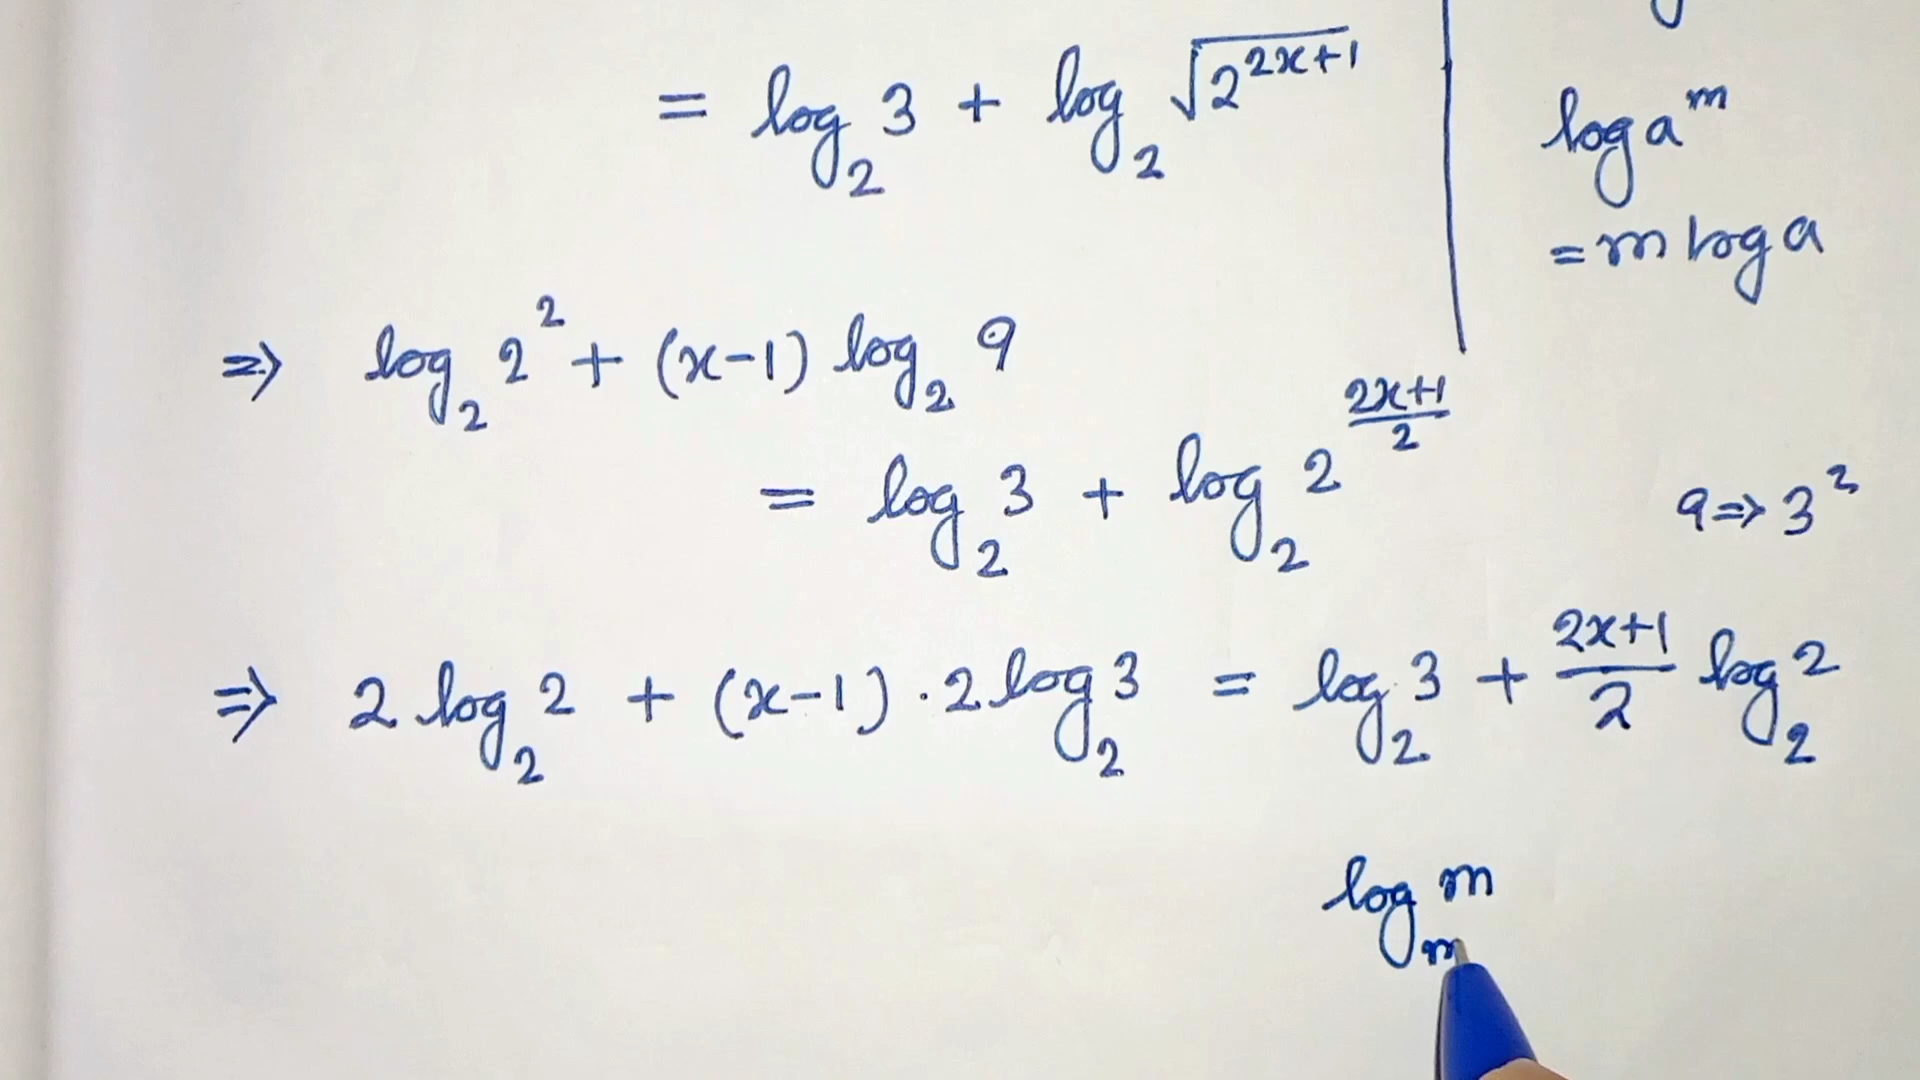 = log₂ 3 + log₂ √2^(2x+1)
log a^m
= m log a
⇒ log₂ 2² + (x-1) log₂ 9
= log₂ 3 + log₂ 2^((2x+1)/2)
9 ⇒ 3²
⇒ 2 log₂ 2 + (x-1) · 2 log₂ 3 = log₂ 3 + (2x+1)/2 log₂ 2
log_m m